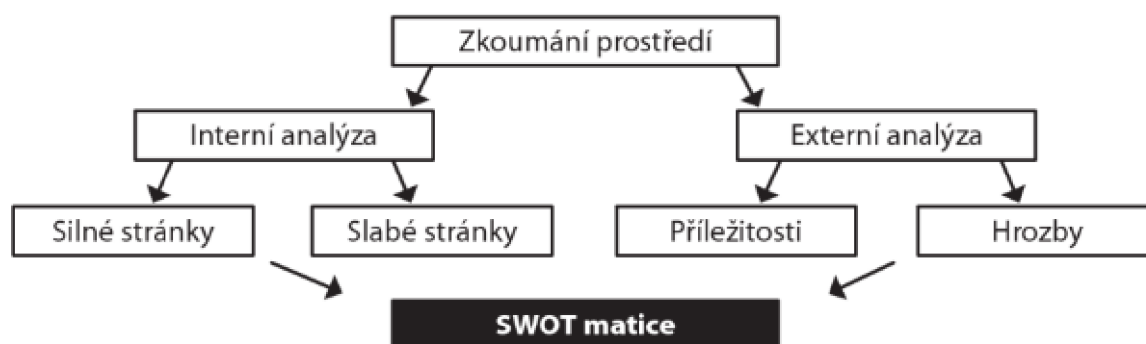 Zkoumání prostředí
Interní analýza
Externí analýza
Silné stránky
Slabé stránky
Příležitosti
Hrozby
SWOT matice